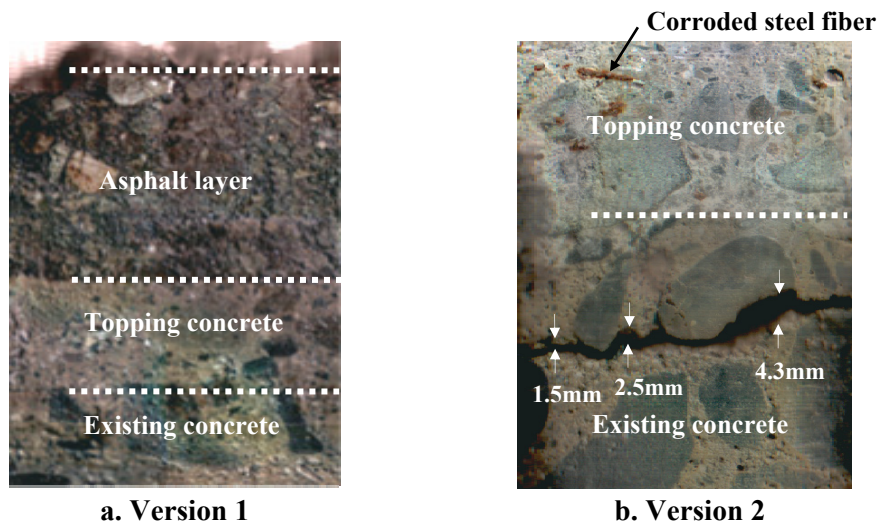 Corroded steel fiber
Asphalt layer
Topping concrete
Existing concrete
a. Version 1
Topping concrete
1.5mm
2.5mm
4.3mm
Existing concrete
b. Version 2